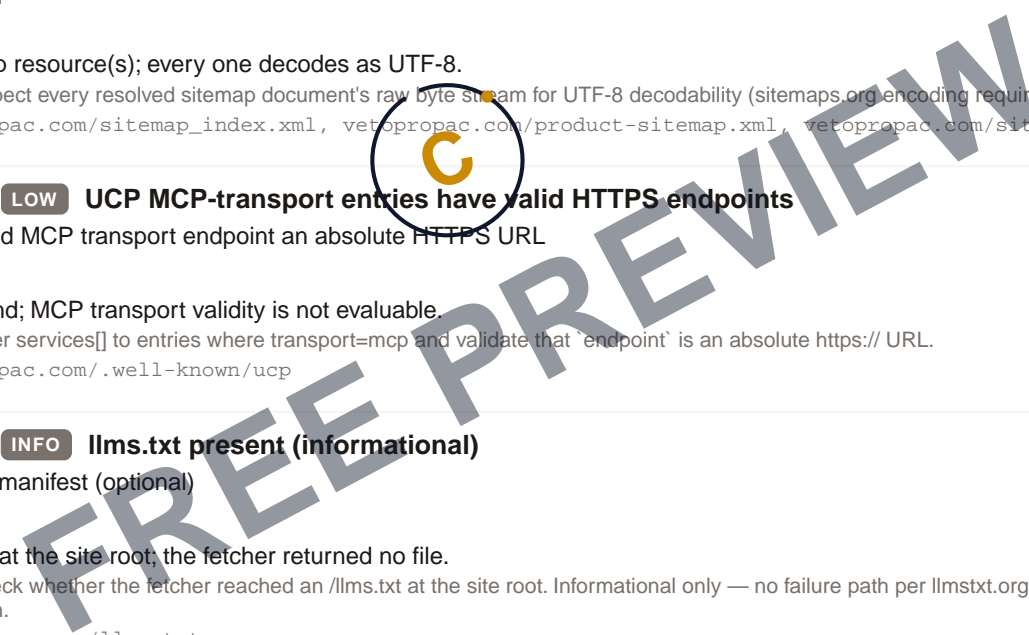 o resource(s); every one decodes as UTF-8.
pect every resolved sitemap document's raw byte stream for UTF-8 decodability (sitemaps.org encoding requir
pac.com/sitemap_index.xml, vetopropac.com/product-sitemap.xml, vetopropac.com/sit
C
LOW UCP MCP-transport entries have valid HTTPS endpoints
d MCP transport endpoint an absolute HTTPS URL
nd; MCP transport validity is not evaluable.
er services[] to entries where transport=mcp and validate that `endpoint` is an absolute https:// URL.
pac.com/.well-known/ucp
INFO llms.txt present (informational)
manifest (optional)
at the site root; the fetcher returned no file.
eck whether the fetcher reached an /llms.txt at the site root. Informational only — no failure path per llmstxt.org
n.
FREE PREVIEW